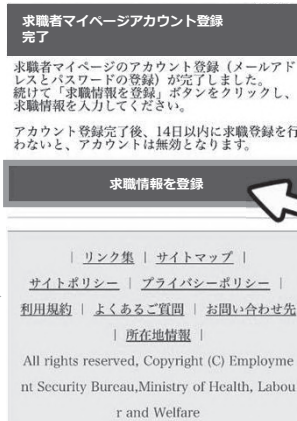 求職者マイページアカウント登録
完了
求職者マイページのアカウント登録（メールアド
レスとパスワードの登録）が完了しました。
続けて「求職情報を登録」ボタンをクリックし、
求職情報を入力してください。
アカウント登録完了後、14日以内に求職登録を行
わないと、アカウントは無効となります。
求職情報を登録
| リンク集 | サイトマップ |
サイトポリシー | プライバシーポリシー |
利用規約 | よくあるご質問 | お問い合わせ先
| 所在地情報 |
All rights reserved, Copyright (C) Employme
nt Security Bureau,Ministry of Health, Labou
r and Welfare